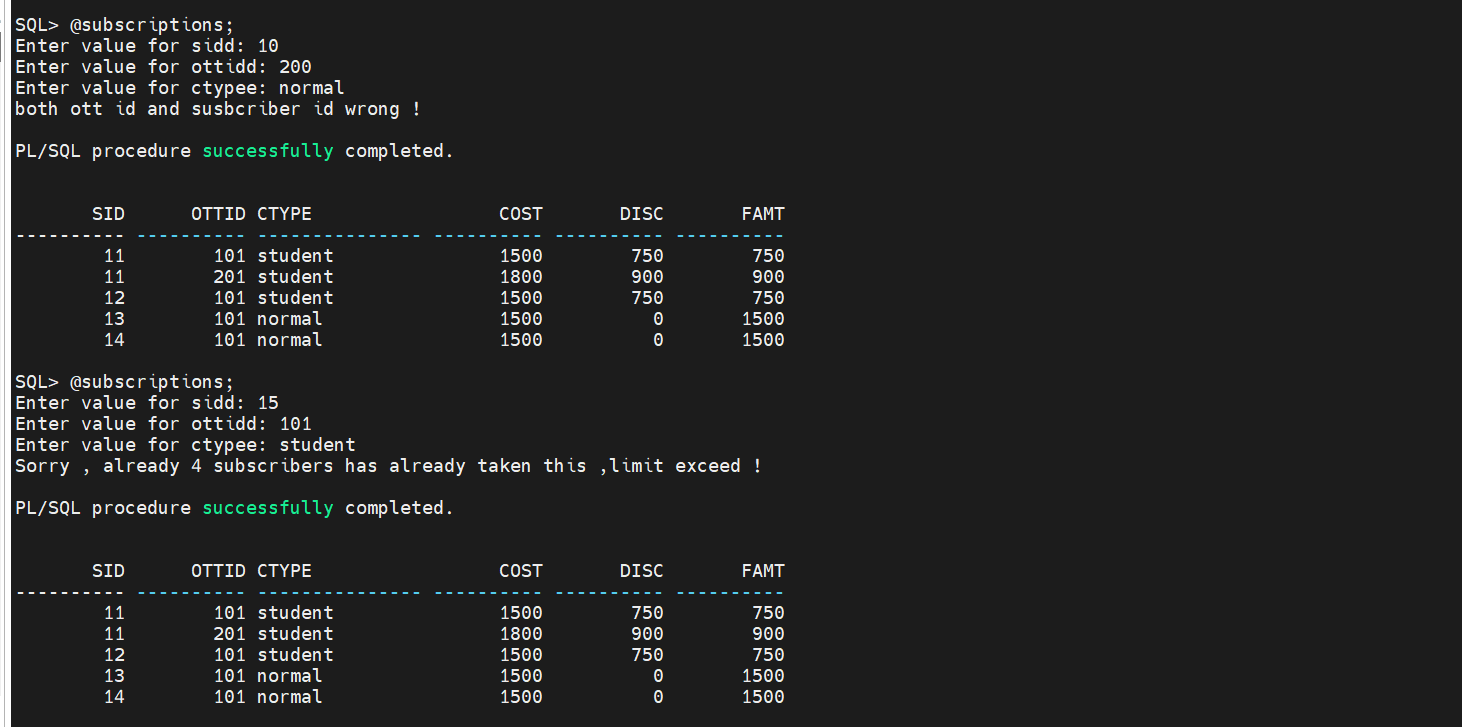 SQL> @subscriptions;
Enter value for sidd: 10
Enter value for ottidd: 200
Enter value for ctypee: normal
both ott id and susbcriber id wrong !
PL/SQL procedure successfully completed.
SID OTTID CTYPE COST DISC FAMT
---------- ---------- --------------- ---------- ---------- ----------
11 101 student 1500 750 750
11 201 student 1800 900 900
12 101 student 1500 750 750
13 101 normal 1500 0 1500
14 101 normal 1500 0 1500
SQL> @subscriptions;
Enter value for sidd: 15
Enter value for ottidd: 101
Enter value for ctypee: student
Sorry , already 4 subscribers has already taken this ,limit exceed !
PL/SQL procedure successfully completed.
SID OTTID CTYPE COST DISC FAMT
---------- ---------- --------------- ---------- ---------- ----------
11 101 student 1500 750 750
11 201 student 1800 900 900
12 101 student 1500 750 750
13 101 normal 1500 0 1500
14 101 normal 1500 0 1500